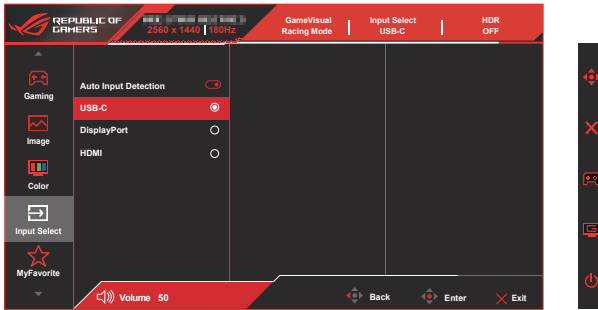 REPUBLIC OF
GAMERS
2560 x 1440 180Hz
GameVisual
Racing Mode
Input Select
USB-C
HDR
OFF
Gaming
Image
Color
Input Select
MyFavorite
Auto Input Detection
USB-C
DisplayPort
HDMI
Volume 50
Back
Enter
Exit